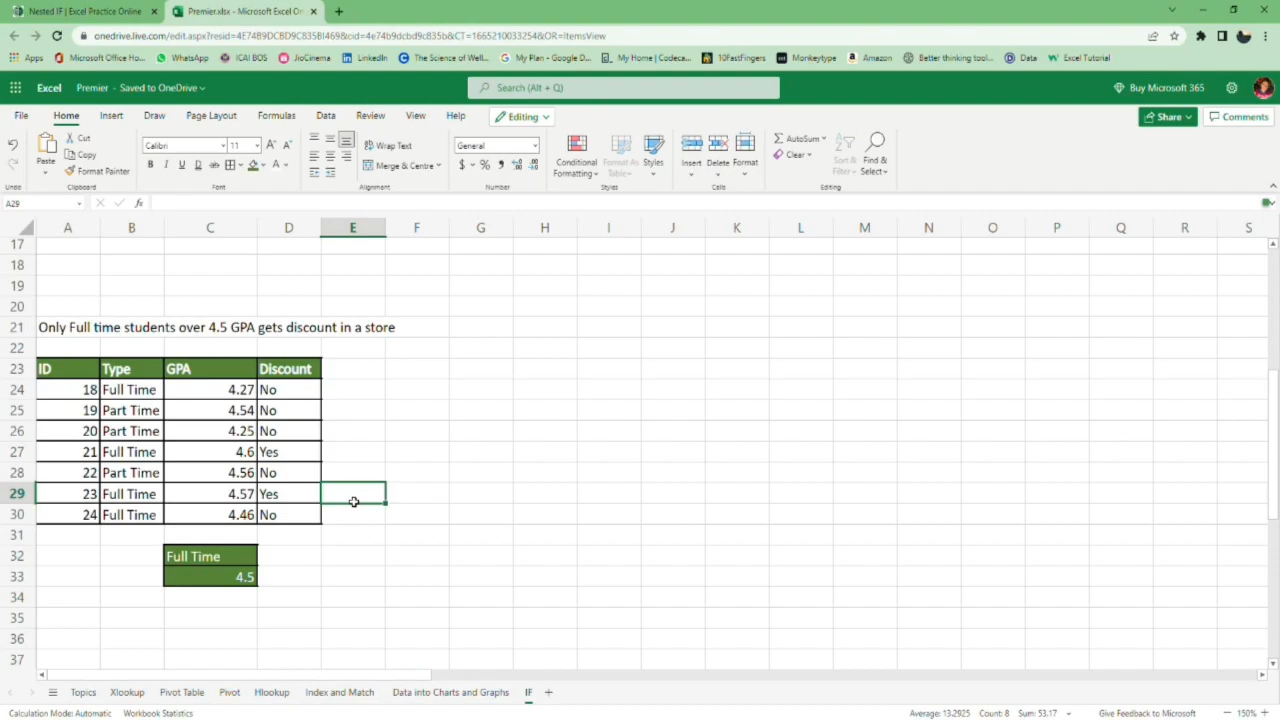 Nested IF | Excel Practice Online
Premier.xlsx - Microsoft Excel On
onedrive.live.com/edit.aspx?resid=4E74B9DCBD9C835B!469&cid=4e74b9dcbd9c835b&CT=1665210033254&OR=ItemsView
Apps Microsoft Office Ho... WhatsApp ICAI BOS JioCinema LinkedIn The Science of Well... My Plan - Google D... My Home | Codeca... 10FastFingers Monkeytype Amazon Better thinking tool... Data Excel Tutorial
Excel Premier - Saved to OneDrive Search (Alt + Q) Buy Microsoft 365
File Home Insert Draw Page Layout Formulas Data Review View Help Editing Share Comments
Paste Cut Copy Format Painter
Calibri 11
B I U D ab A
Wrap Text
Merge & Centre
General
$ % 9
Conditional Formatting Format As Table Styles
Insert Delete Format
AutoSum
Clear
Sort & Filter Find & Select
Undo Clipboard Font Alignment Number Styles Cells Editing
A29 fx
A B C D E F G H I J K L M N O P Q R S
17
18
19
20
21 Only Full time students over 4.5 GPA gets discount in a store
22
23 ID Type GPA Discount
24 18 Full Time 4.27 No
25 19 Part Time 4.54 No
26 20 Part Time 4.25 No
27 21 Full Time 4.6 Yes
28 22 Part Time 4.56 No
29 23 Full Time 4.57 Yes
30 24 Full Time 4.46 No
31
32 Full Time
33 4.5
34
35
36
37
Topics Xlookup Pivot Table Pivot Hlookup Index and Match Data into Charts and Graphs IF
Calculation Mode: Automatic Workbook Statistics Average: 13.2925 Count: 8 Sum: 53.17 Give Feedback to Microsoft 150%